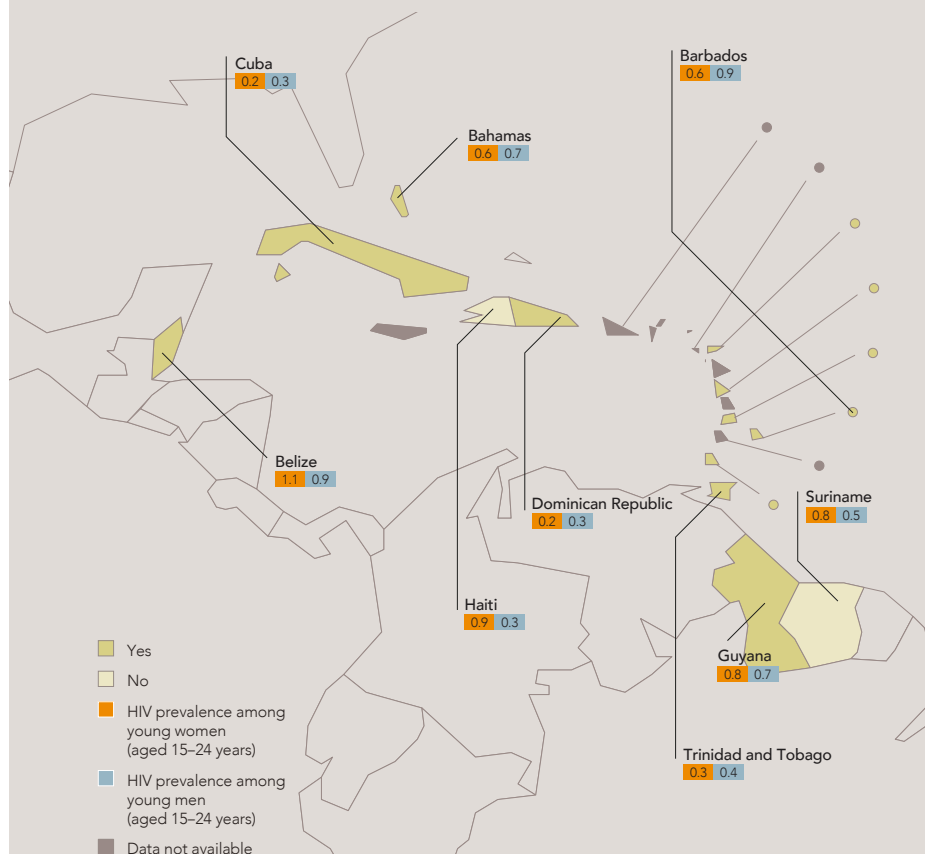 Cuba
0.2 0.3
Barbados
0.6 0.9
Bahamas
0.6 0.7
Belize
1.1 0.9
Dominican Republic
0.2 0.3
Suriname
0.8 0.5
Haiti
0.9 0.3
Guyana
0.8 0.7
Trinidad and Tobago
0.3 0.4
Yes
No
HIV prevalence among
young women
(aged 15–24 years)
HIV prevalence among
young men
(aged 15–24 years)
Data not available